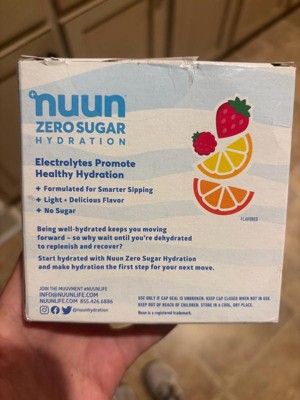 nuun
ZERO SUGAR
HYDRATION
Electrolytes Promote
Healthy Hydration
+ Formulated for Smarter Sipping
+ Light + Delicious Flavor
+ No Sugar
FLAVORED
Being well-hydrated keeps you moving
forward – so why wait until you're dehydrated
to replenish and recover?
Start hydrated with Nuun Zero Sugar Hydration
and make hydration the first step for your next move.
JOIN THE MUUVMENT #NUUNLIFE
INFO@NUUNLIFE.COM
NUUNLIFE.COM 855.426.6886
@nuunhydration
USE ONLY IF CAP SEAL IS UNBROKEN. KEEP CAP CLOSED WHEN NOT IN USE.
KEEP OUT OF REACH OF CHILDREN. STORE IN A COOL, DRY PLACE.
Nuun is a registered trademark.